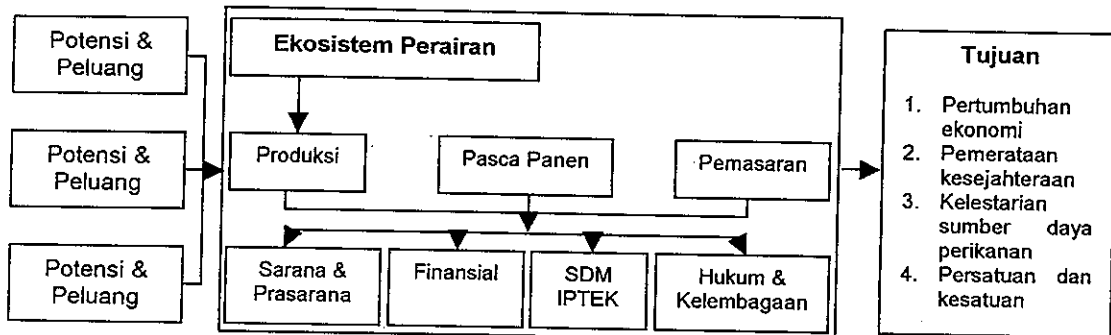 Potensi &
Peluang
Potensi &
Peluang
Potensi &
Peluang
Ekosistem Perairan
Produksi
Pasca Panen
Pemasaran
Sarana &
Prasarana
Finansial
SDM
IPTEK
Hukum &
Kelembagaan
Tujuan
1. Pertumbuhan
ekonomi
2. Pemerataan
kesejahteraan
3. Kelestarian
sumber daya
perikanan
4. Persatuan dan
kesatuan